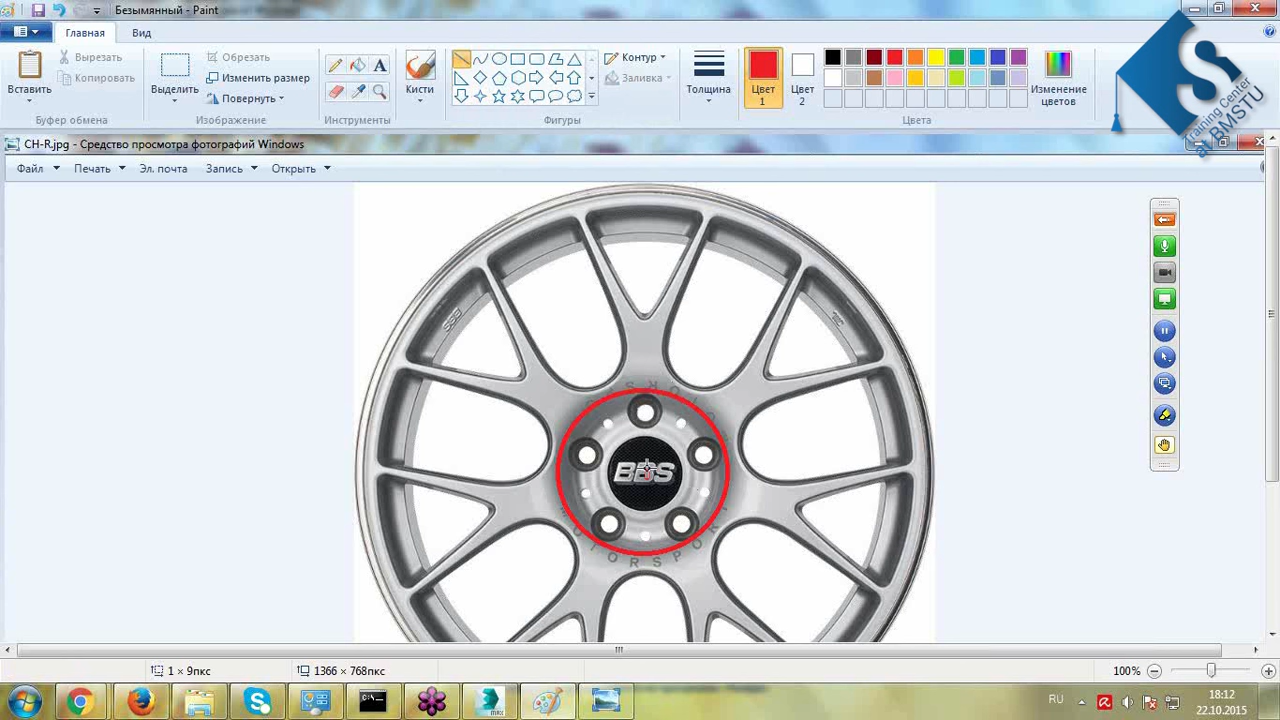 Безымянный - Paint
Главная
Вид
Вставить
Вырезать
Копировать
Буфер обмена
Выделить
Обрезать
Изменить размер
Повернуть
Изображение
Инструменты
Кисти
Контур
Заливка
Фигуры
Толщина
Цвет
1
Цвет
2
Изменение
цветов
Цвета
Training Center
at BMSTU
CH-R.jpg - Средство просмотра фотографий Windows
Файл
Печать
Эл. почта
Запись
Открыть
BBS
BBS
MOTORSPORT
1 × 9пкс
1366 × 768пкс
100%
RU
18:12
22.10.2015